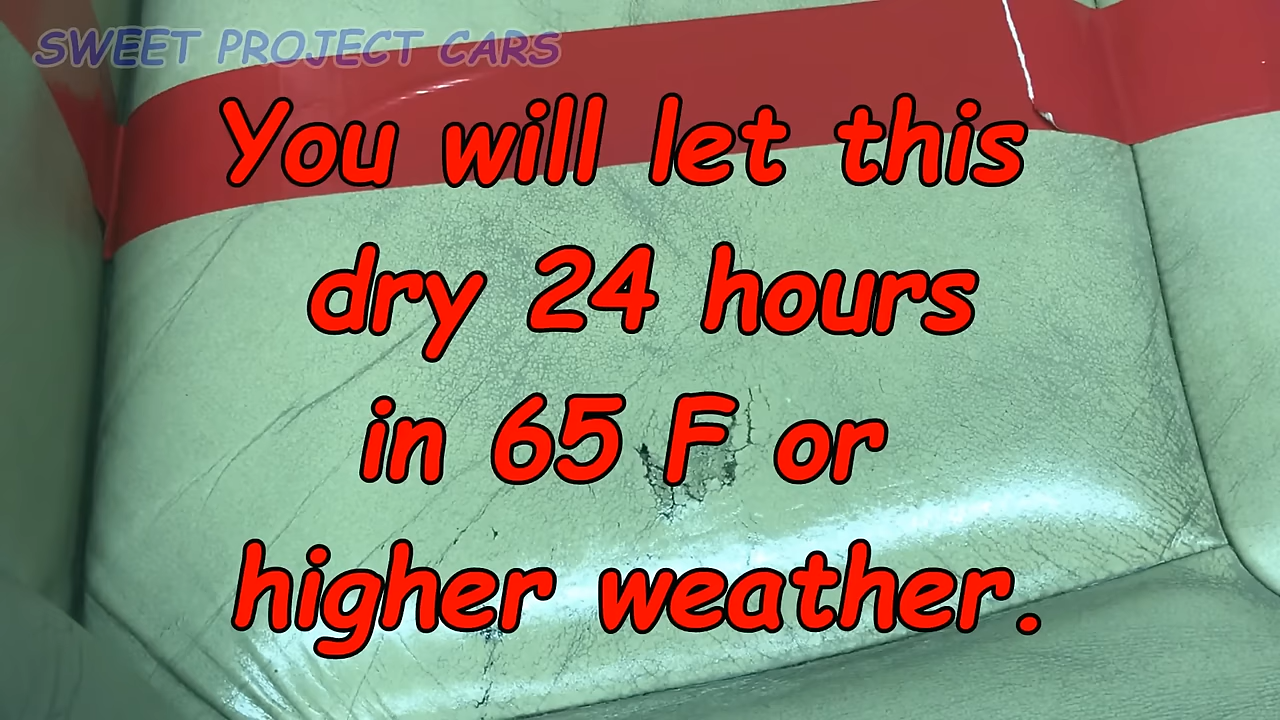 SWEET PROJECT CARS
You will let this
dry 24 hours
in 65 F or
higher weather.